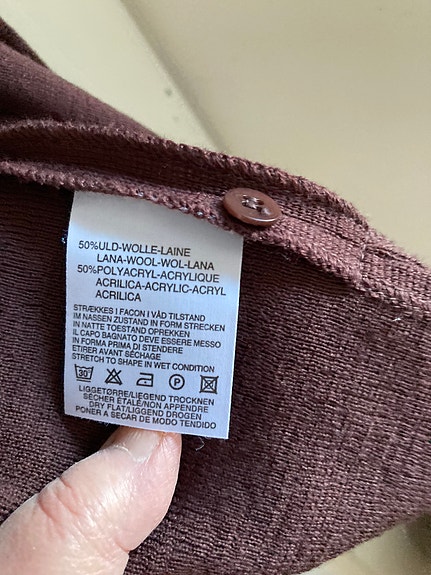 50%ULD-WOLLE-LAINE
LANA-WOOL-WOL-LANA
50%POLYACRYL-ACRYLIQUE
ACRILICA-ACRYLIC-ACRYL
ACRILICA
STRÆKKES I FACON I VÅD TILSTAND
IM NASSEN ZUSTAND IN FORM STRECKEN
IN NATTE TOESTAND OPREKKEN
IL CAPO BAGNATO DEVE ESSERE MESSO
IN FORMA PRIMA DI STENDERE
ETIRER AVANT SÉCHAGE
STRETCH TO SHAPE IN WET CONDITION
30° P
LIGGETØRRE/LIEGEND TROCKNEN
SÉCHER ÉTALÉ/NON APPENDRE
DRY FLAT/LIGGEND DROGEN
PONER A SECAR DE MODO TENDIDO